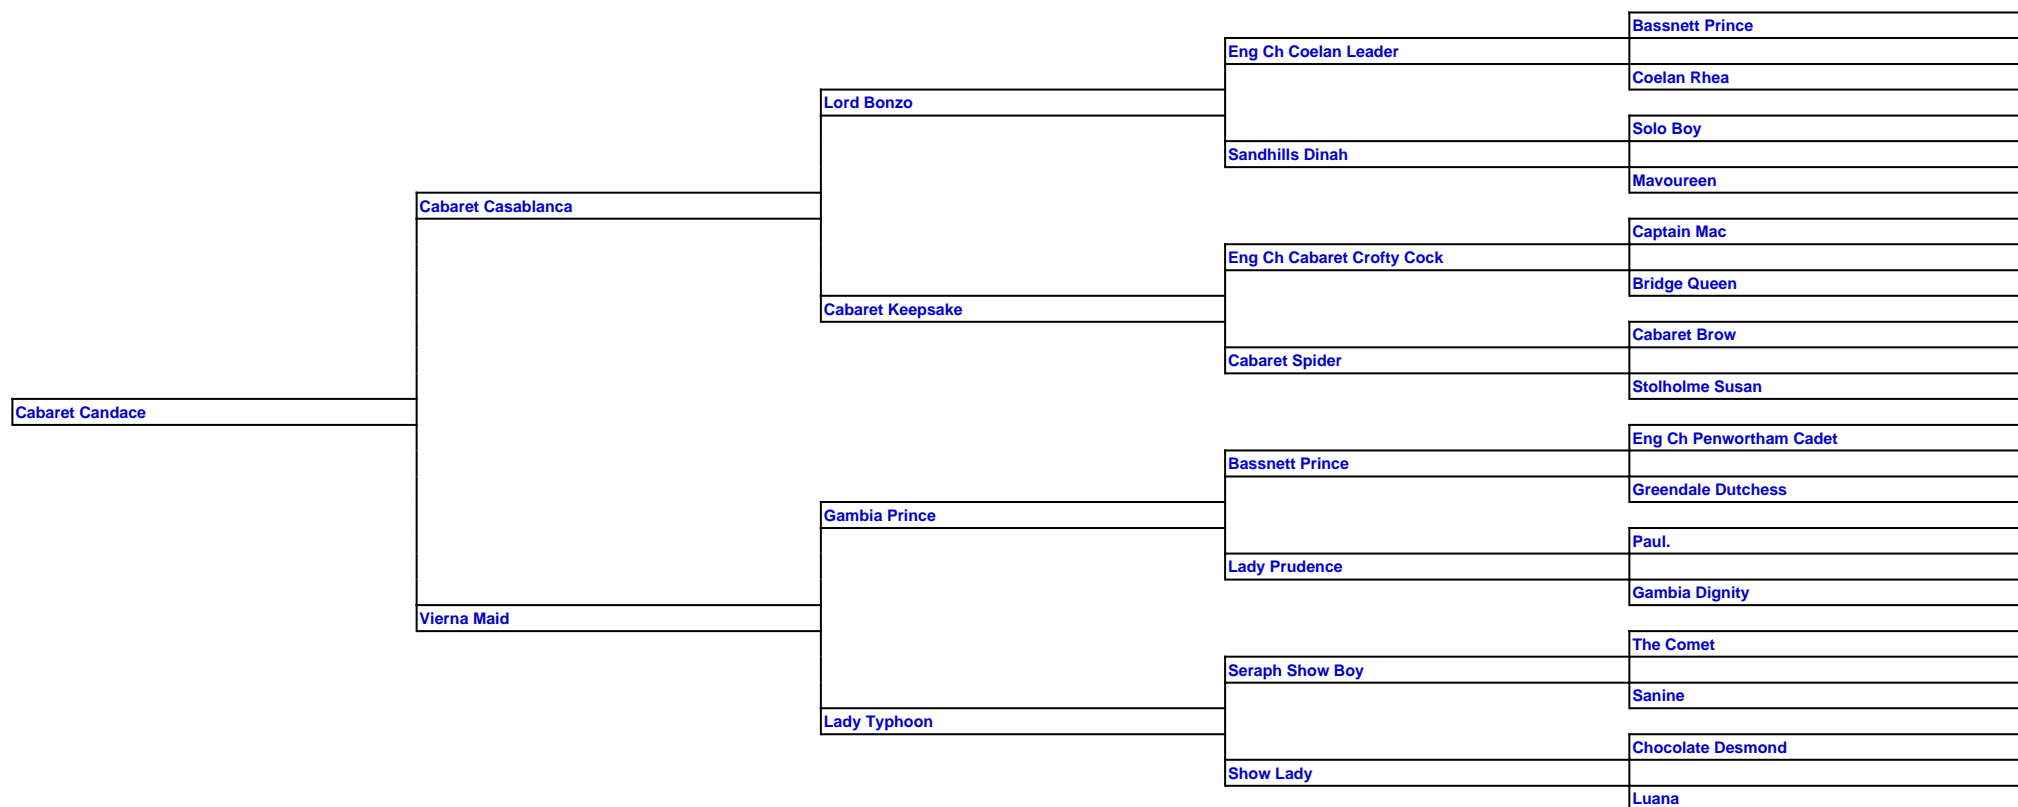 Bassnett Prince
Eng Ch Coelan Leader
Coelan Rhea
Lord Bonzo
Solo Boy
Sandhills Dinah
Mavoureen
Cabaret Casablanca
Captain Mac
Eng Ch Cabaret Crofty Cock
Bridge Queen
Cabaret Keepsake
Cabaret Brow
Cabaret Spider
Stolholme Susan
Cabaret Candace
Eng Ch Penwortham Cadet
Bassnett Prince
Greendale Dutchess
Gambia Prince
Paul.
Lady Prudence
Gambia Dignity
Vierna Maid
The Comet
Seraph Show Boy
Sanine
Lady Typhoon
Chocolate Desmond
Show Lady
Luana